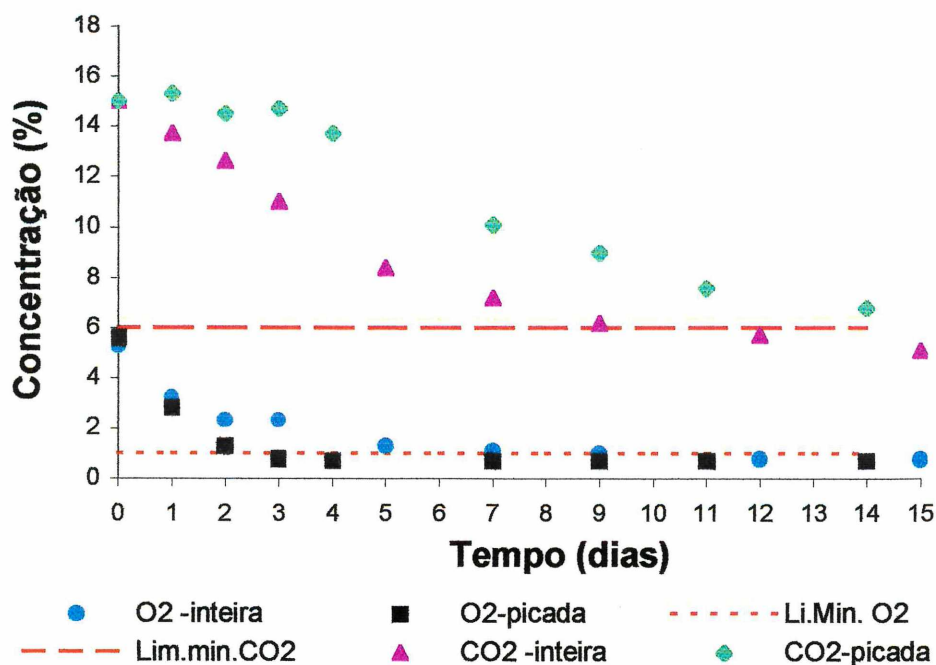 18
16
14
12
10
8
6
4
2
0
Concentração (%)
0 1 2 3 4 5 6 7 8 9 10 11 12 13 14 15
Tempo (dias)
O2 -inteira O2-picada Li.Min. O2
Lim.min.CO2 CO2 -inteira CO2-picada